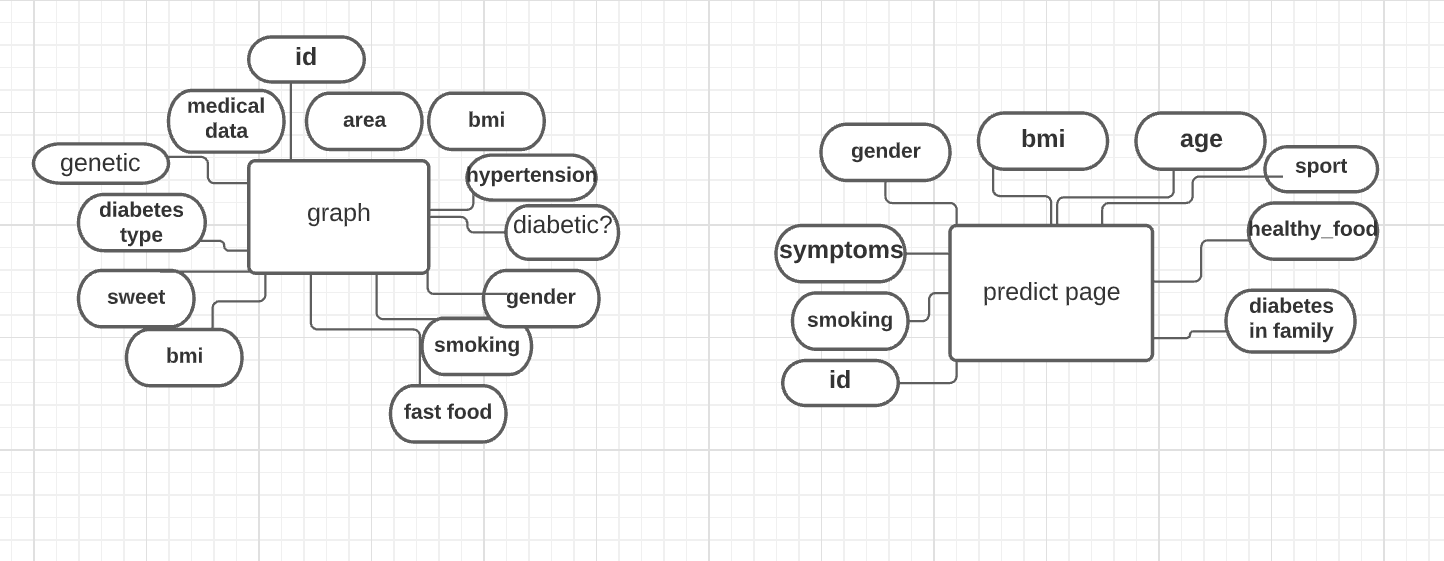 id
medical
data
area
bmi
genetic
hypertension
graph
diabetes
type
diabetic?
sweet
gender
bmi
smoking
fast food
gender
bmi
age
sport
symptoms
healthy_food
predict page
smoking
diabetes
in family
id